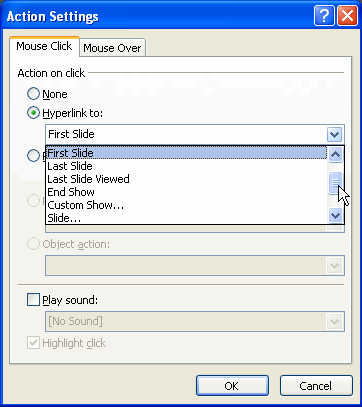 Action Settings
Mouse Click
Mouse Over
Action on click
None
Hyperlink to:
First Slide
First Slide
Last Slide
Last Slide Viewed
End Show
Custom Show...
Slide...
Object action:
Play sound:
[No Sound]
Highlight click
OK
Cancel